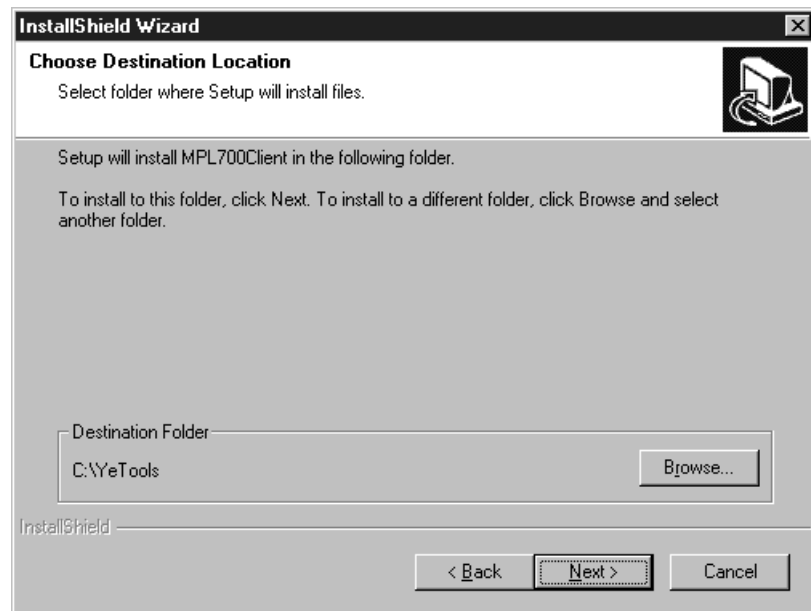 InstallShield Wizard
Choose Destination Location
Select folder where Setup will install files.
Setup will install MPL700Client in the following folder.
To install to this folder, click Next. To install to a different folder, click Browse and select
another folder.
Destination Folder
C:\YeTools
Browse...
InstallShield
< Back
Next >
Cancel